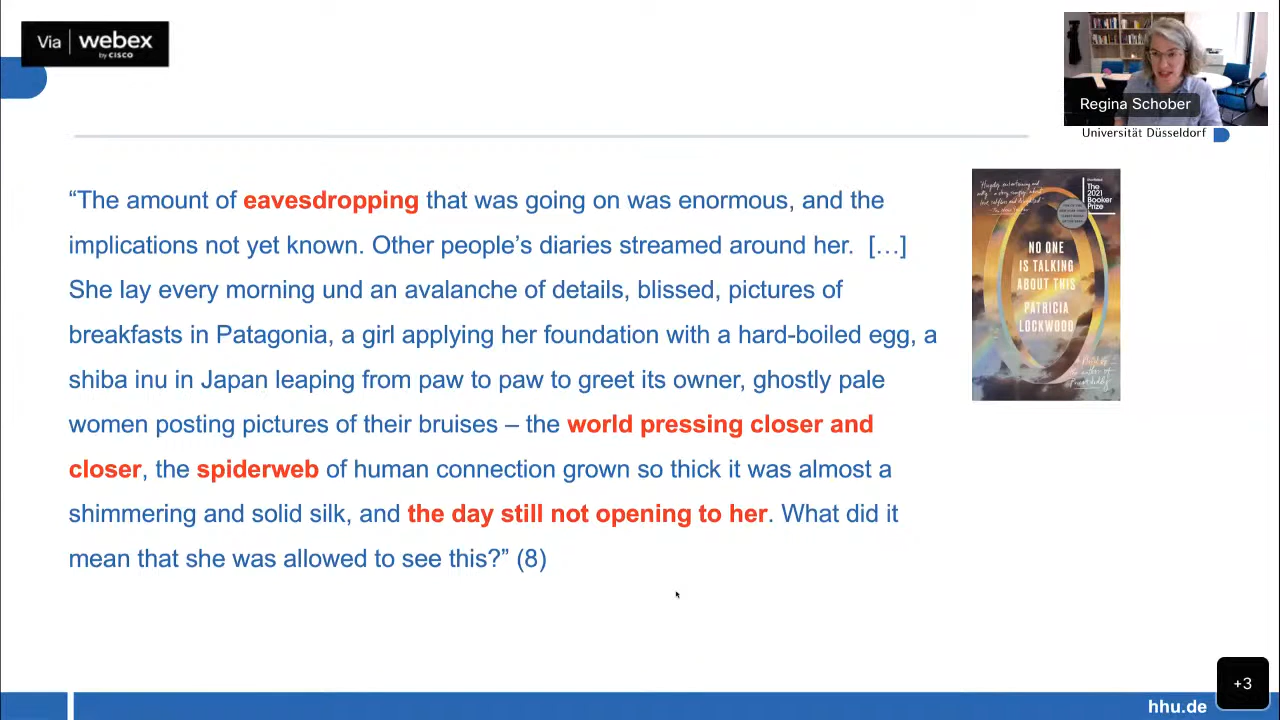 Via webex
by CISCO
Regina Schober
Universität Düsseldorf
“The amount of eavesdropping that was going on was enormous, and the
implications not yet known. Other people’s diaries streamed around her. […]
She lay every morning und an avalanche of details, blissed, pictures of
breakfasts in Patagonia, a girl applying her foundation with a hard-boiled egg, a
shiba inu in Japan leaping from paw to paw to greet its owner, ghostly pale
women posting pictures of their bruises – the world pressing closer and
closer, the spiderweb of human connection grown so thick it was almost a
shimmering and solid silk, and the day still not opening to her. What did it
mean that she was allowed to see this?” (8)
The
2021
Booker
Prize
NO ONE
IS TALKING
ABOUT THIS
PATRICIA
LOCKWOOD
hhu.de
+3